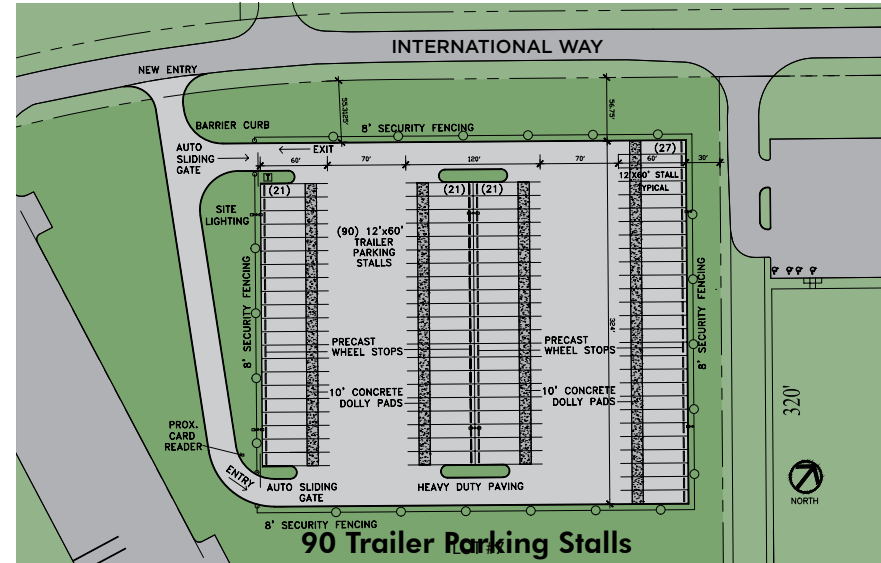 INTERNATIONAL WAY
NEW ENTRY
55.3125'
56.75'
BARRIER CURB
8' SECURITY FENCING
AUTO
SLIDING
GATE
EXIT
(27)
60'
70'
120'
70'
60'
30'
T
(21)
(21)
(21)
12'X60' STALL
TYPICAL
SITE
LIGHTING
(90) 12'x60'
TRAILER
PARKING
STALLS
8' SECURITY FENCING
8' SECURITY FENCING
324'
PRECAST
WHEEL STOPS
PRECAST
WHEEL STOPS
10' CONCRETE
DOLLY PADS
10' CONCRETE
DOLLY PADS
320'
PROX.
CARD
READER
ENTRY
AUTO SLIDING
GATE
HEAVY DUTY PAVING
NORTH
8' SECURITY FENCING
90 Trailer Parking Stalls